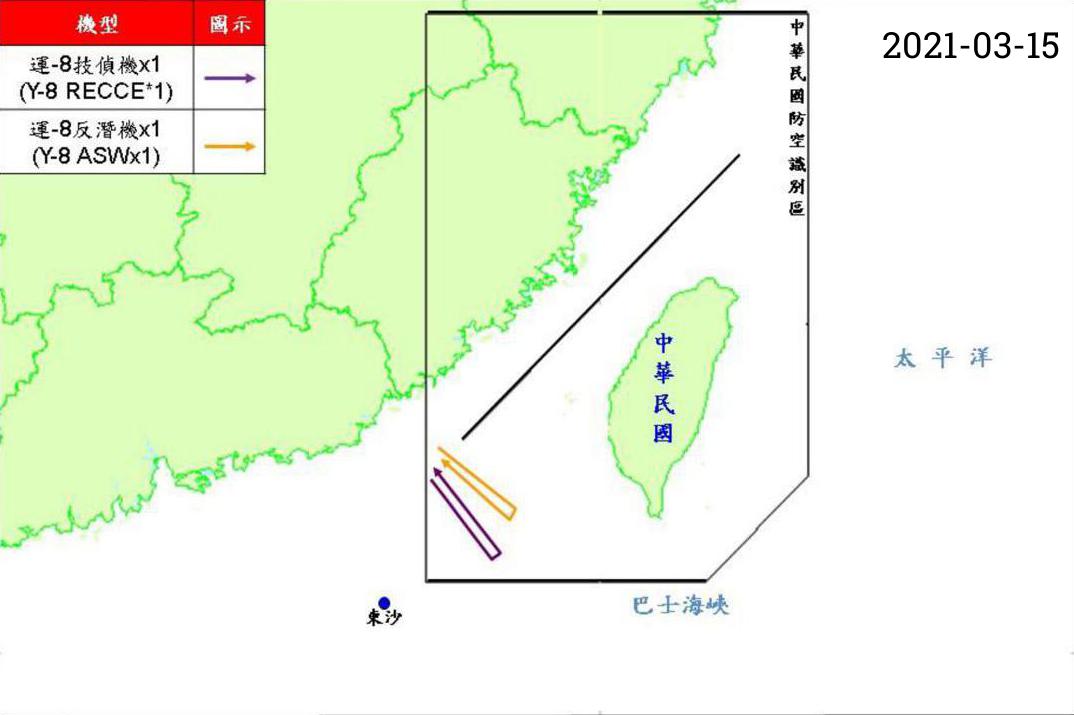 機型 圖示
運-8技偵機x1
(Y-8 RECCE*1)
運-8反潛機x1
(Y-8 ASWx1)
2021-03-15
中華民國防空識別區
中華民國
太平洋
巴士海峽
東沙